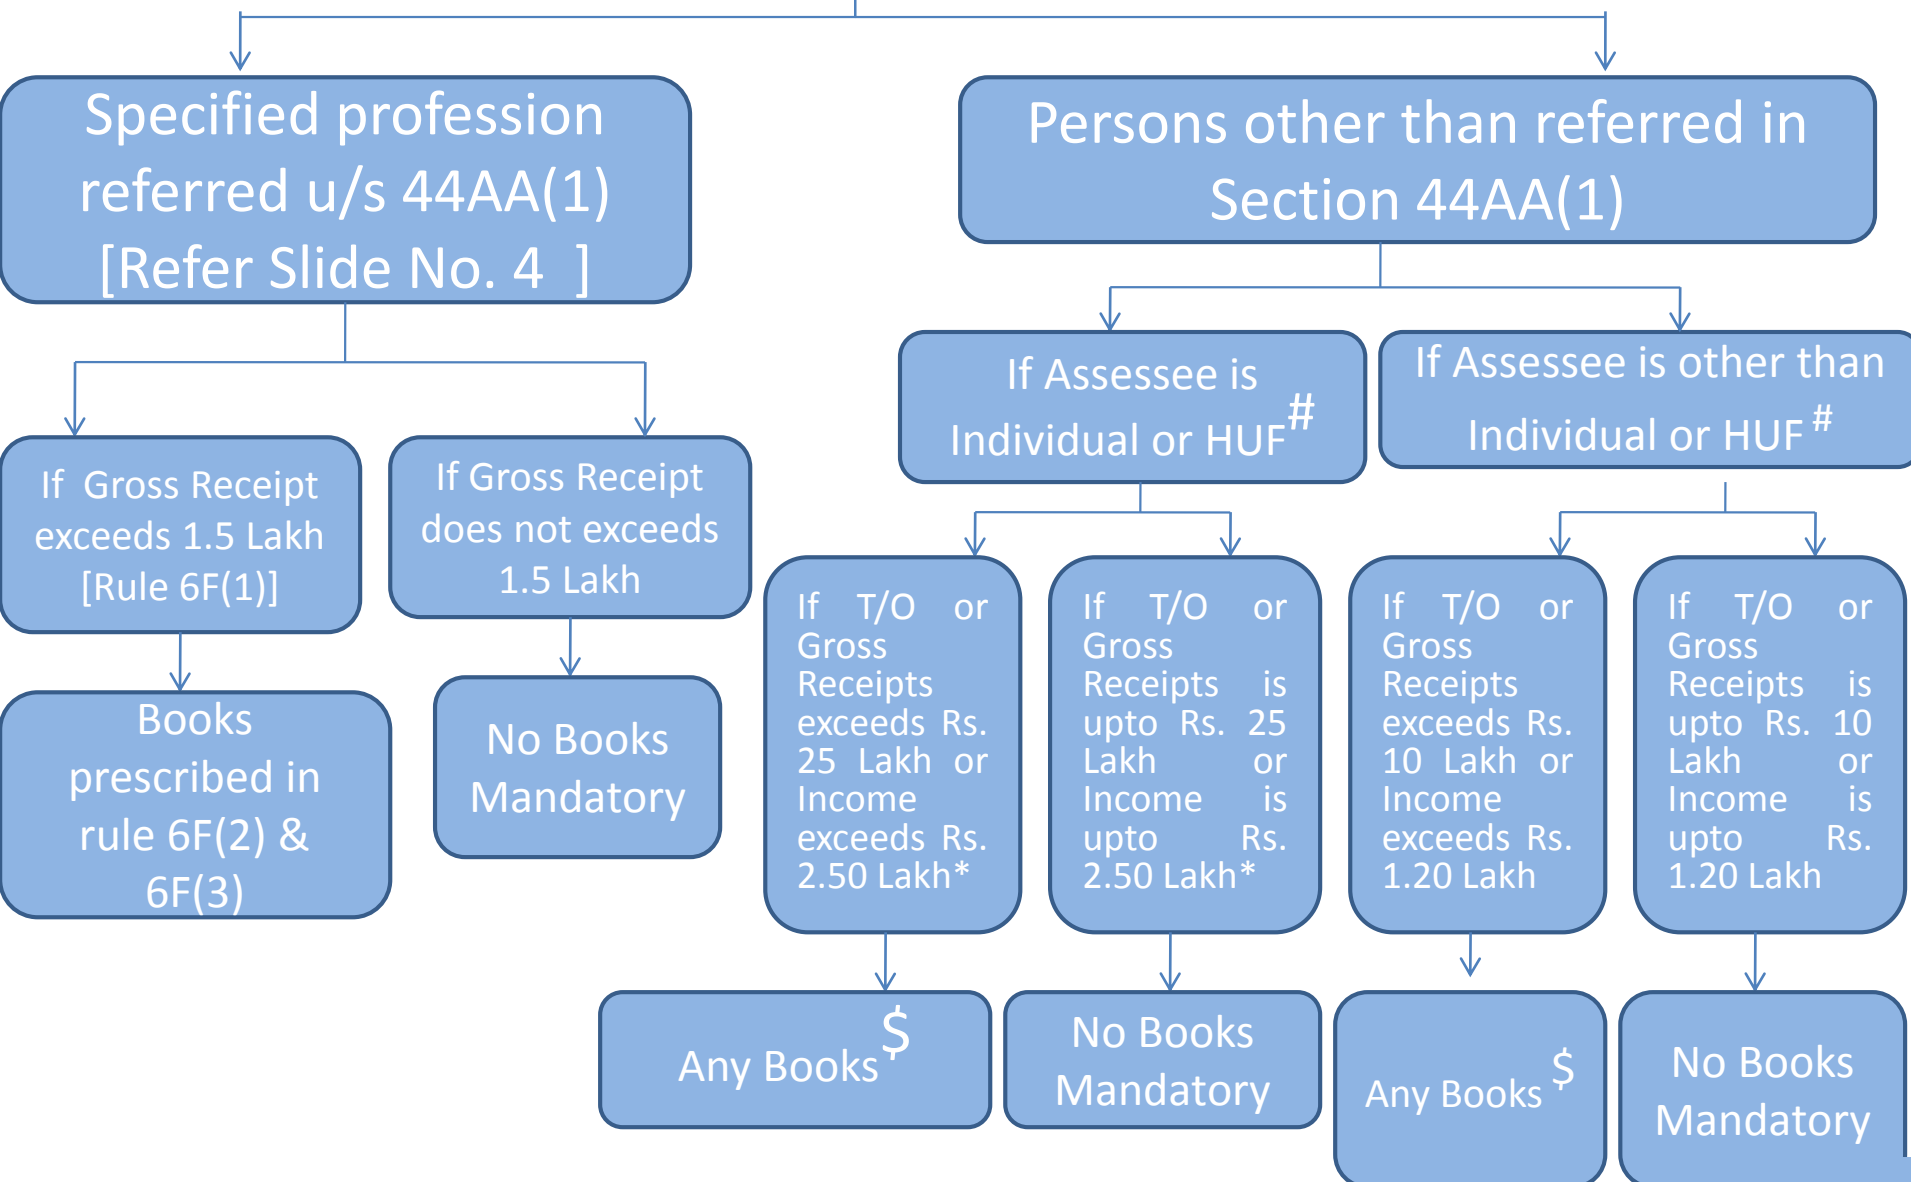 Specified profession
referred u/s 44AA(1)
[Refer Slide No. 4 ]
Persons other than referred in
Section 44AA(1)
If Gross Receipt
exceeds 1.5 Lakh
[Rule 6F(1)]
If Gross Receipt
does not exceeds
1.5 Lakh
If Assessee is
Individual or HUF#
If Assessee is other than
Individual or HUF #
Books
prescribed in
rule 6F(2) &
6F(3)
No Books
Mandatory
If T/O or
Gross
Receipts
exceeds Rs.
25 Lakh or
Income
exceeds Rs.
2.50 Lakh*
If T/O or
Gross
Receipts is
upto Rs. 25
Lakh or
Income is
upto Rs.
2.50 Lakh*
If T/O or
Gross
Receipts
exceeds Rs.
10 Lakh or
Income
exceeds Rs.
1.20 Lakh
If T/O or
Gross
Receipts is
upto Rs. 10
Lakh or
Income is
upto Rs.
1.20 Lakh
Any Books$
No Books
Mandatory
Any Books $
No Books
Mandatory